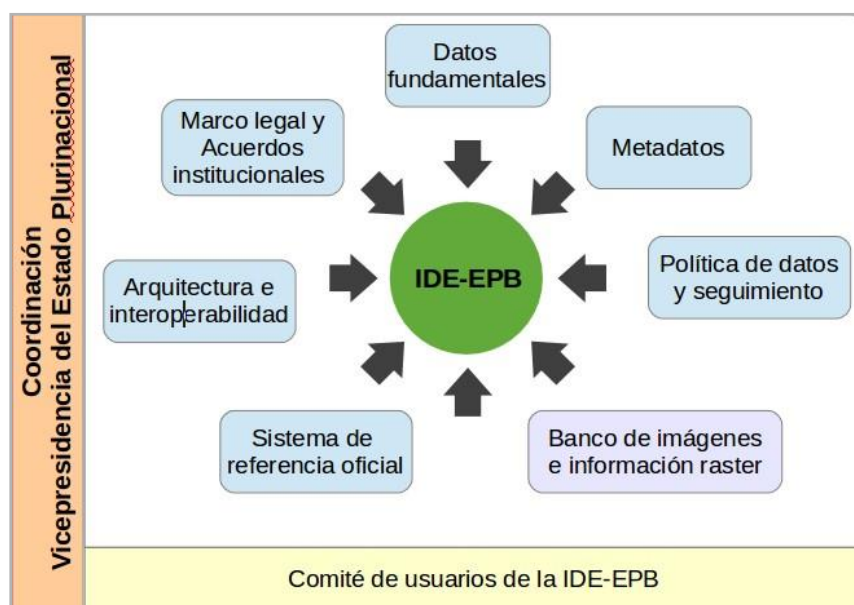 Coordinación
Vicepresidencia del Estado Plurinacional
Datos
fundamentales
Marco legal y
Acuerdos
institucionales
Metadatos
IDE-EPB
Arquitectura e
interoperabilidad
Política de datos
y seguimiento
Sistema de
referencia oficial
Banco de imágenes
e información raster
Comité de usuarios de la IDE-EPB